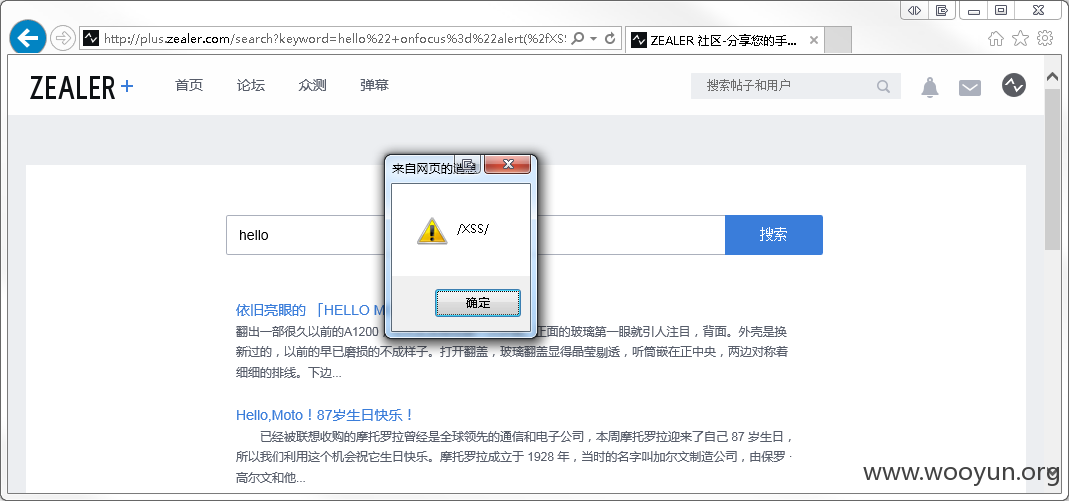 http://plus.zealer.com/search?keyword=hello%22+onfocus%3d%22alert(%2fXSS
ZEALER 社区-分享您的手...
ZEALER +
首页
论坛
众测
弹幕
搜索帖子和用户
来自网页的消息
/XSS/
确定
hello
搜索
依旧亮眼的 「HELLO M
翻出一部很久以前的A1200
正面的玻璃第一眼就引人注目，背面。外壳是换
新过的，以前的早已磨损的不成样子。打开翻盖，玻璃翻盖显得晶莹剔透，听筒嵌在正中央，两边对称着
细细的排线。下边...
Hello,Moto！87岁生日快乐！
已经被联想收购的摩托罗拉曾经是全球领先的通信和电子公司，本周摩托罗拉迎来了自己 87 岁生日，
所以我们利用这个机会祝它生日快乐。摩托罗拉成立于 1928 年，当时的名字叫加尔文制造公司，由保罗 ·
高尔文和他...
www.wooyun.org